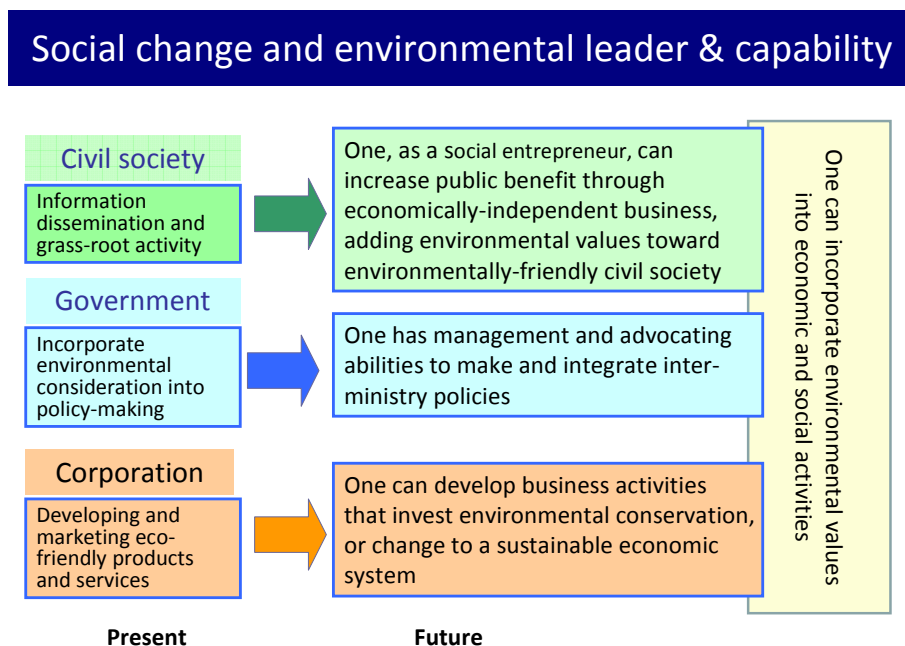 Social change and environmental leader & capability
Civil society
Information
dissemination and
grass-root activity
One, as a social entrepreneur, can
increase public benefit through
economically-independent business,
adding environmental values toward
environmentally-friendly civil society
Government
Incorporate
environmental
consideration into
policy-making
One has management and advocating
abilities to make and integrate inter-
ministry policies
Corporation
Developing and
marketing eco-
friendly products
and services
One can develop business activities
that invest environmental conservation,
or change to a sustainable economic
system
One can incorporate environmental values
into economic and social activities
Present
Future